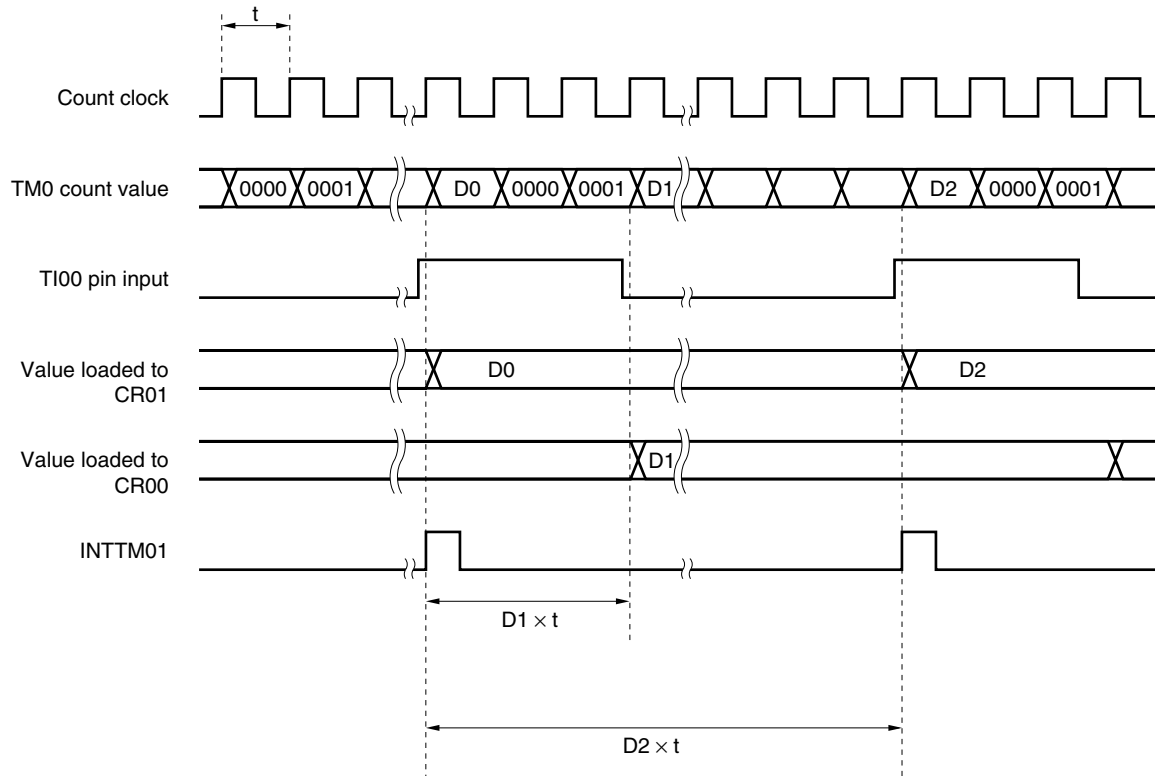 t
Count clock
TM0 count value
0000 0001 D0 0000 0001 D1 D2 0000 0001
TI00 pin input
Value loaded to
CR01
D0 D2
Value loaded to
CR00
D1
INTTM01
D1 × t
D2 × t